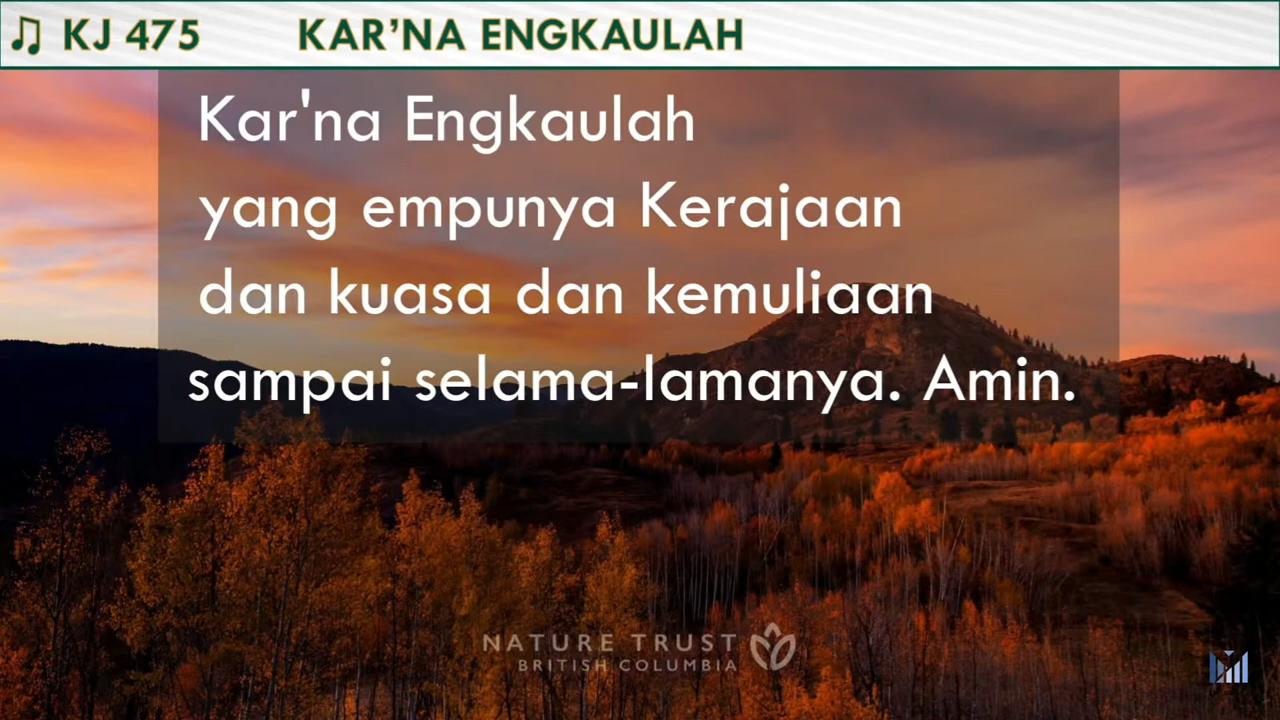 ♫ KJ 475 KAR’NA ENGKAULAH
Kar'na Engkaulah
yang empunya Kerajaan
dan kuasa dan kemuliaan
sampai selama-lamanya. Amin.
NATURE TRUST
BRITISH COLUMBIA